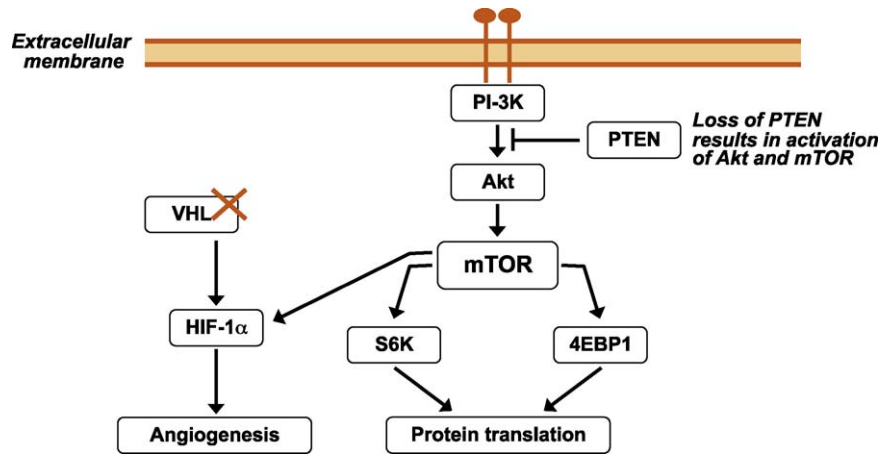 Extracellular
membrane
PI-3K
PTEN
Loss of PTEN
results in activation
of Akt and mTOR
Akt
VHL
mTOR
HIF-1α
S6K
4EBP1
Angiogenesis
Protein translation